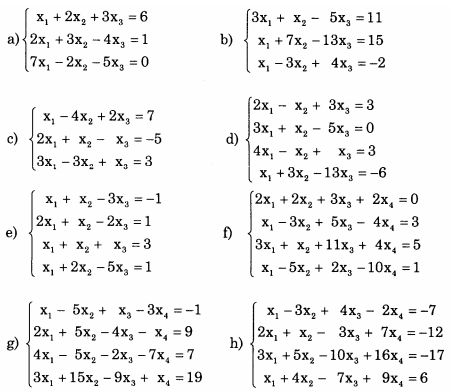 a) x₁ + 2x₂ + 3x₃ = 6
2x₁ + 3x₂ − 4x₃ = 1
7x₁ − 2x₂ − 5x₃ = 0
b) 3x₁ + x₂ − 5x₃ = 11
x₁ + 7x₂ − 13x₃ = 15
x₁ − 3x₂ + 4x₃ = −2
c) x₁ − 4x₂ + 2x₃ = 7
2x₁ + x₂ − x₃ = −5
3x₁ − 3x₂ + x₃ = 3
d) 2x₁ − x₂ + 3x₃ = 3
3x₁ + x₂ − 5x₃ = 0
4x₁ − x₂ + x₃ = 3
x₁ + 3x₂ − 13x₃ = −6
e) x₁ + x₂ − 3x₃ = −1
2x₁ + x₂ − 2x₃ = 1
x₁ + x₂ + x₃ = 3
x₁ + 2x₂ − 5x₃ = 1
f) 2x₁ + 2x₂ + 3x₃ + 2x₄ = 0
x₁ − 3x₂ + 5x₃ − 4x₄ = 3
3x₁ + x₂ + 11x₃ + 4x₄ = 5
x₁ − 5x₂ + 2x₃ − 10x₄ = 1
g) x₁ − 5x₂ + x₃ − 3x₄ = −1
2x₁ + 5x₂ − 4x₃ − x₄ = 9
4x₁ − 5x₂ − 2x₃ − 7x₄ = 7
3x₁ + 15x₂ − 9x₃ + x₄ = 19
h) x₁ − 3x₂ + 4x₃ − 2x₄ = −7
2x₁ + x₂ − 3x₃ + 7x₄ = −12
3x₁ + 5x₂ − 10x₃ + 16x₄ = −17
x₁ + 4x₂ − 7x₃ + 9x₄ = 6